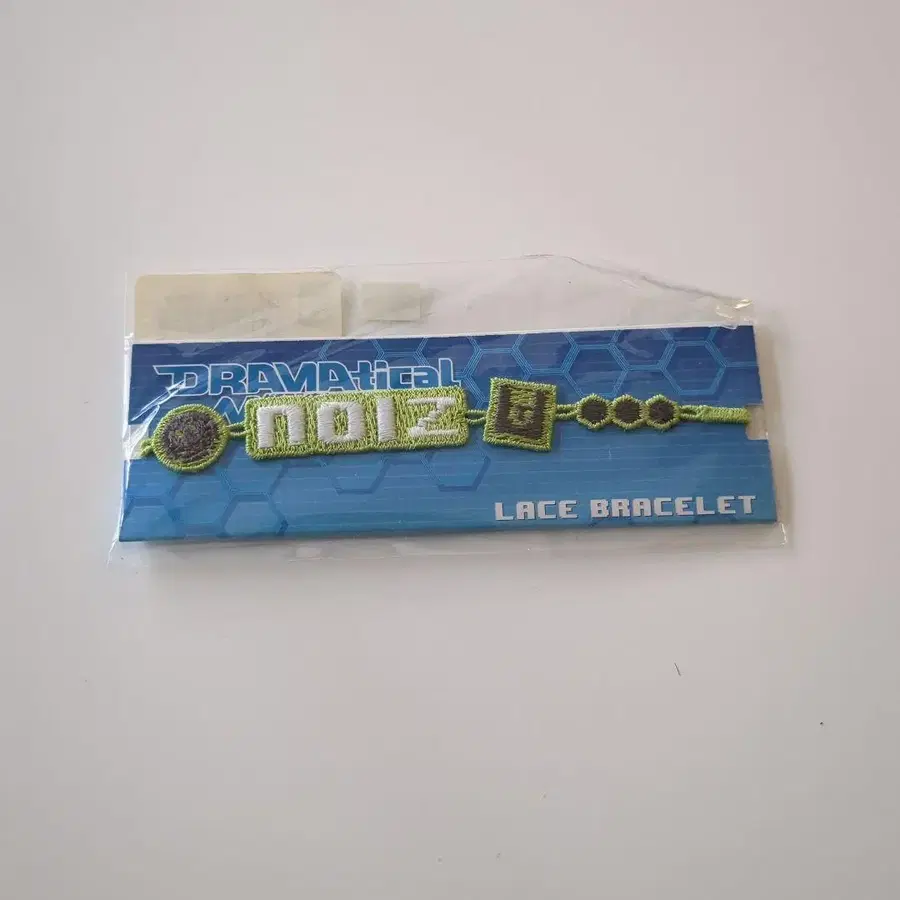 DRAMAtical
noiz
LACE BRACELET